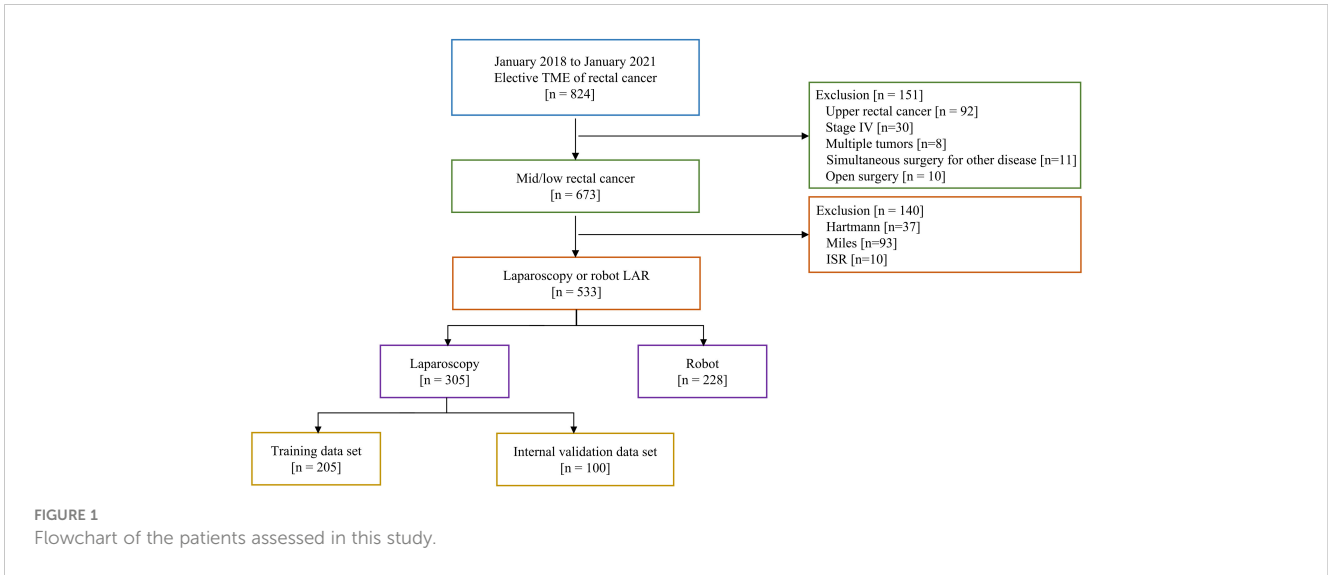 January 2018 to January 2021
Elective TME of rectal cancer
[n = 824]
Exclusion [n = 151]
Upper rectal cancer [n = 92]
Stage IV [n=30]
Multiple tumors [n=8]
Simultaneous surgery for other disease [n=11]
Open surgery [n = 10]
Mid/low rectal cancer
[n = 673]
Exclusion [n = 140]
Hartmann [n=37]
Miles [n=93]
ISR [n=10]
Laparoscopy or robot LAR
[n = 533]
Laparoscopy
[n = 305]
Robot
[n = 228]
Training data set
[n = 205]
Internal validation data set
[n = 100]
FIGURE 1
Flowchart of the patients assessed in this study.